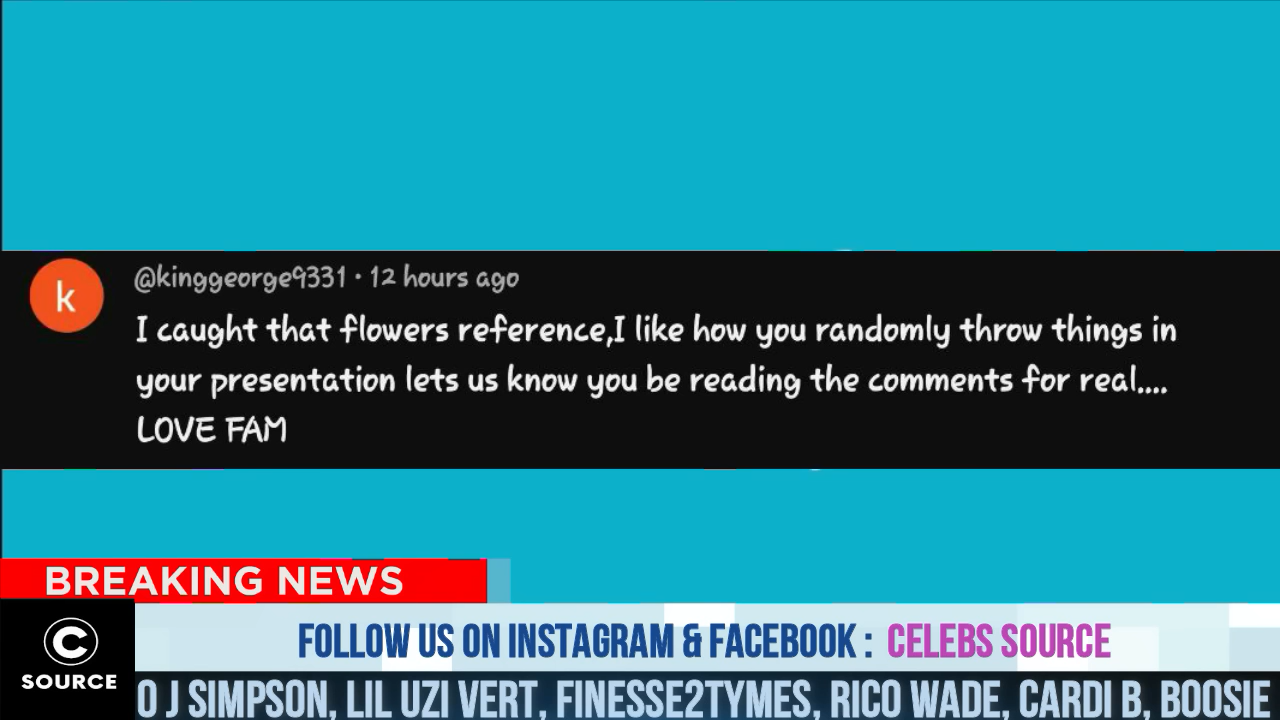 k
@kinggeorge9331 · 12 hours ago
I caught that flowers reference,I like how you randomly throw things in
your presentation lets us know you be reading the comments for real....
LOVE FAM
BREAKING NEWS
C
SOURCE
FOLLOW US ON INSTAGRAM & FACEBOOK : CELEBS SOURCE
O J SIMPSON, LIL UZI VERT, FINESSE2TYMES, RICO WADE, CARDI B, BOOSIE